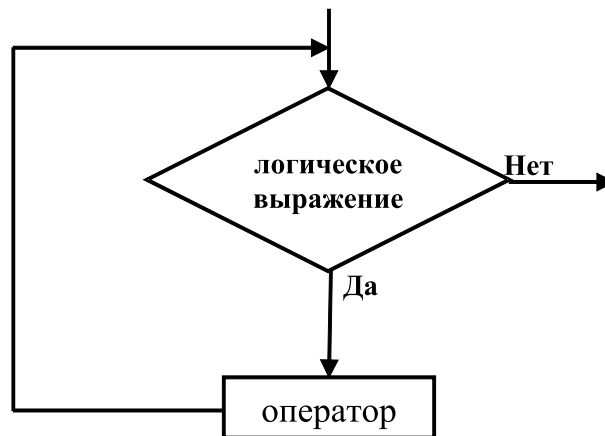 логическое
выражение
Нет
Да
оператор